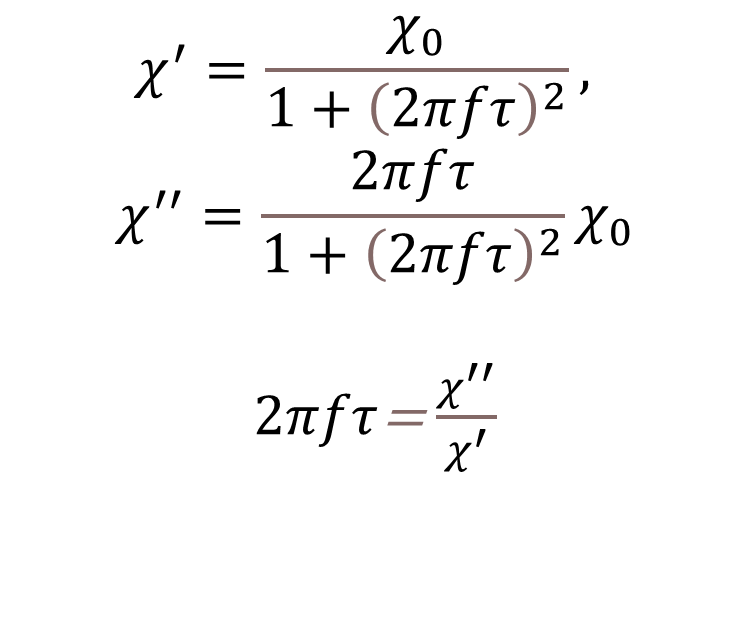 χ′ = χ₀ / (1 + (2πfτ)²),
χ′′ = 2πfτ / (1 + (2πfτ)²) χ₀
2πfτ = χ′′ / χ′